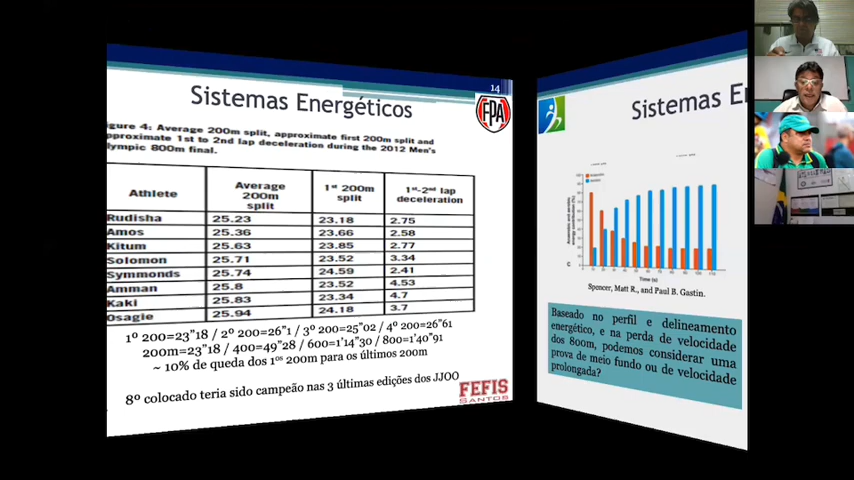 14
Sistemas Energéticos
FPA
igure 4: Average 200m split, approximate first 200m split and
pproximate 1st to 2nd lap deceleration during the 2012 Men's
lympic 800m final.
Athlete Average 200m split 1st 200m split 1st-2nd lap deceleration
Rudisha 25.23 23.18 2.75
Amos 25.36 23.66 2.58
Kitum 25.63 23.85 2.77
Solomon 25.71 23.52 3.34
Symmonds 25.74 24.59 2.41
Amman 25.8 23.52 4.53
Kaki 25.83 23.34 4.7
Osagie 25.94 24.18 3.7
1º 200=23”18 / 2º 200=26”1 / 3º 200=25”02 / 4º 200=26”61
200m=23”18 / 400=49”28 / 600=1’14”30 / 800=1’40”91
~ 10% de queda dos 1ºs 200m para os últimos 200m
8º colocado teria sido campeão nas 3 últimas edições dos JJOO
FEFIS
SANTOS
Sistemas E
Time (s)
C
Spencer, Matt R., and Paul B. Gastin.
Baseado no perfil e delineamento
energético, e na perda de velocidade
dos 800m, podemos considerar uma
prova de meio fundo ou de velocidade
prolongada?